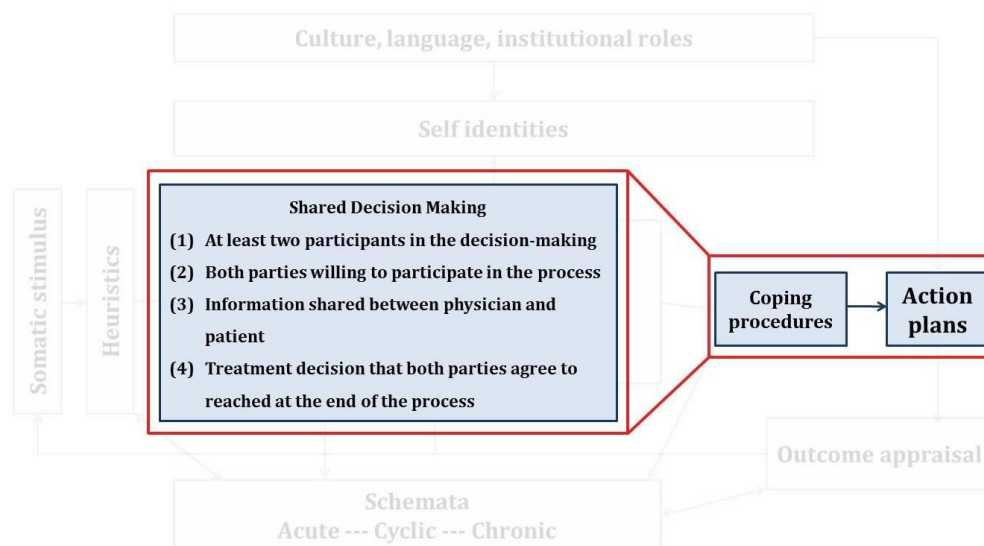 Culture, language, institutional roles
Self identities
Somatic stimulus
Heuristics
Shared Decision Making
(1) At least two participants in the decision-making
(2) Both parties willing to participate in the process
(3) Information shared between physician and
patient
(4) Treatment decision that both parties agree to
reached at the end of the process
Coping
procedures
Action
plans
Outcome appraisal
Schemata
Acute --- Cyclic --- Chronic